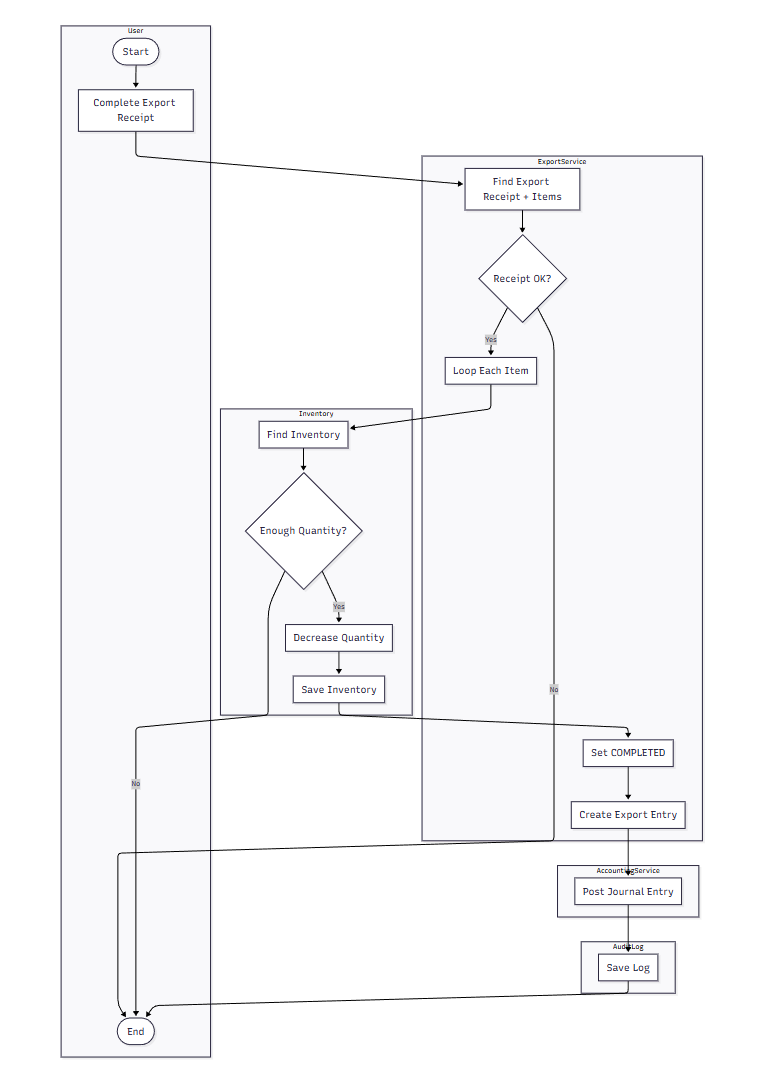 User
Start
Complete Export
Receipt
ExportService
Find Export
Receipt + Items
Receipt OK?
Yes
Loop Each Item
Inventory
Find Inventory
Enough Quantity?
Yes
Decrease Quantity
Save Inventory
No
Set COMPLETED
No
Create Export Entry
AccountingService
Post Journal Entry
AuditLog
Save Log
End